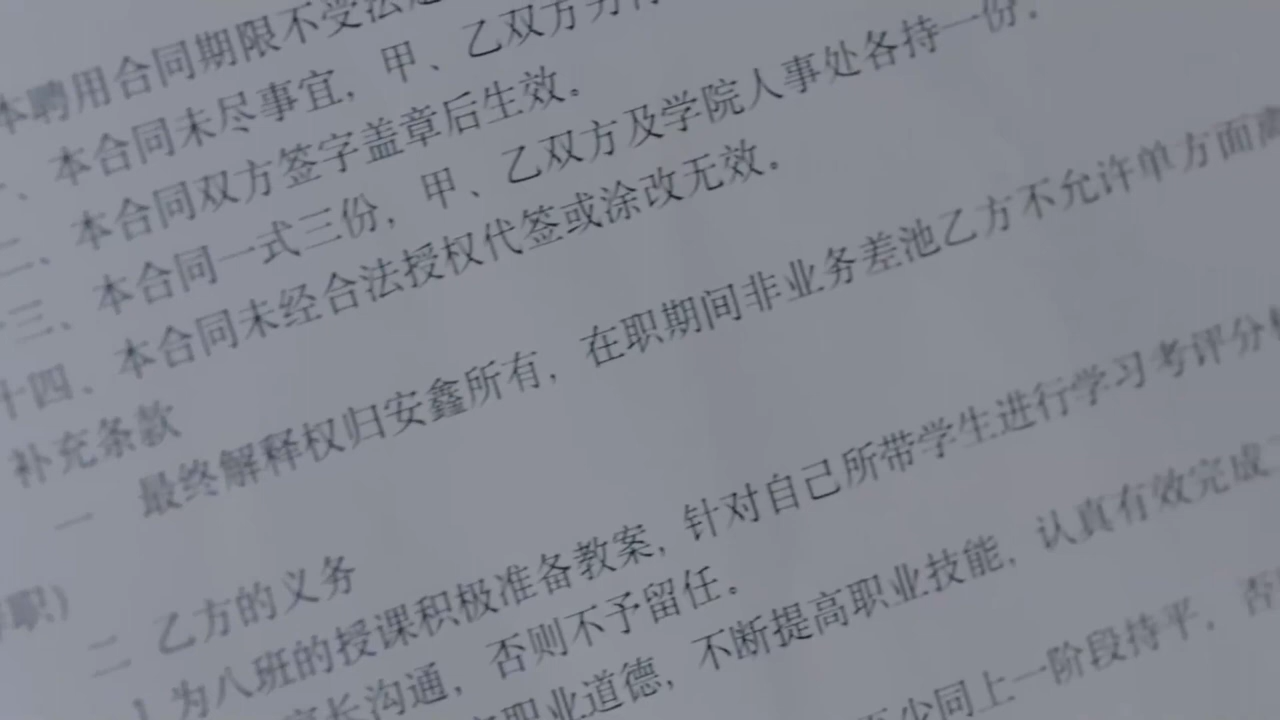 本聘用合同期限不受法
、本合同未尽事宜，甲、乙双方
二、本合同双方签字盖章后生效。
十三、本合同一式三份，甲、乙双方及学院人事处各持一份．
十四、本合同未经合法授权代签或涂改无效。
补充条款
一 最终解释权归安鑫所有，在职期间非业务差池乙方不允许单方面离
职）
二 乙方的义务
1 为八班的授课积极准备教案，针对自己所带学生进行学习考评分
家长沟通，否则不予留任。
职业道德，不断提高职业技能，认真有效完成
至少同上一阶段持平，否